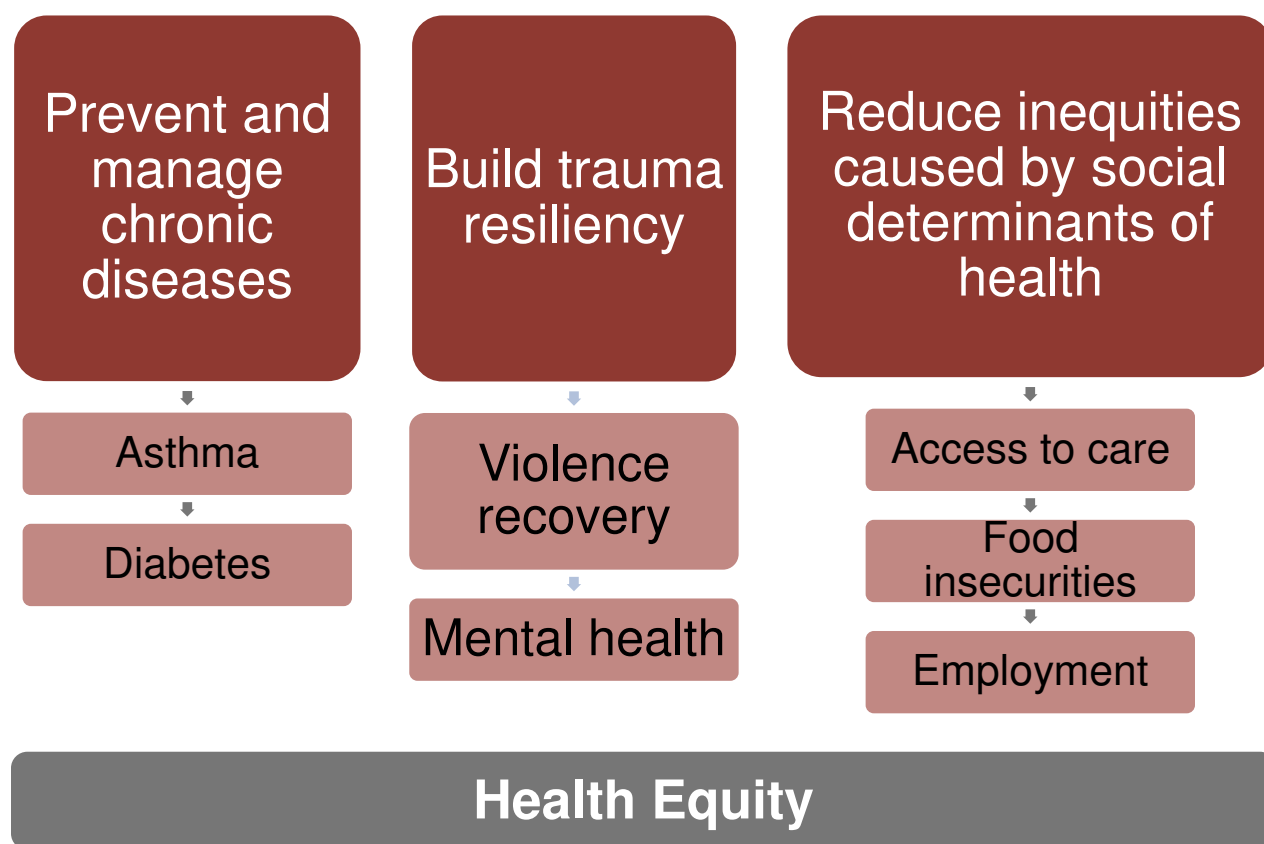 Prevent and
manage
chronic
diseases
Asthma
Diabetes
Build trauma
resiliency
Violence
recovery
Mental health
Reduce inequities
caused by social
determinants of
health
Access to care
Food
insecurities
Employment
Health Equity